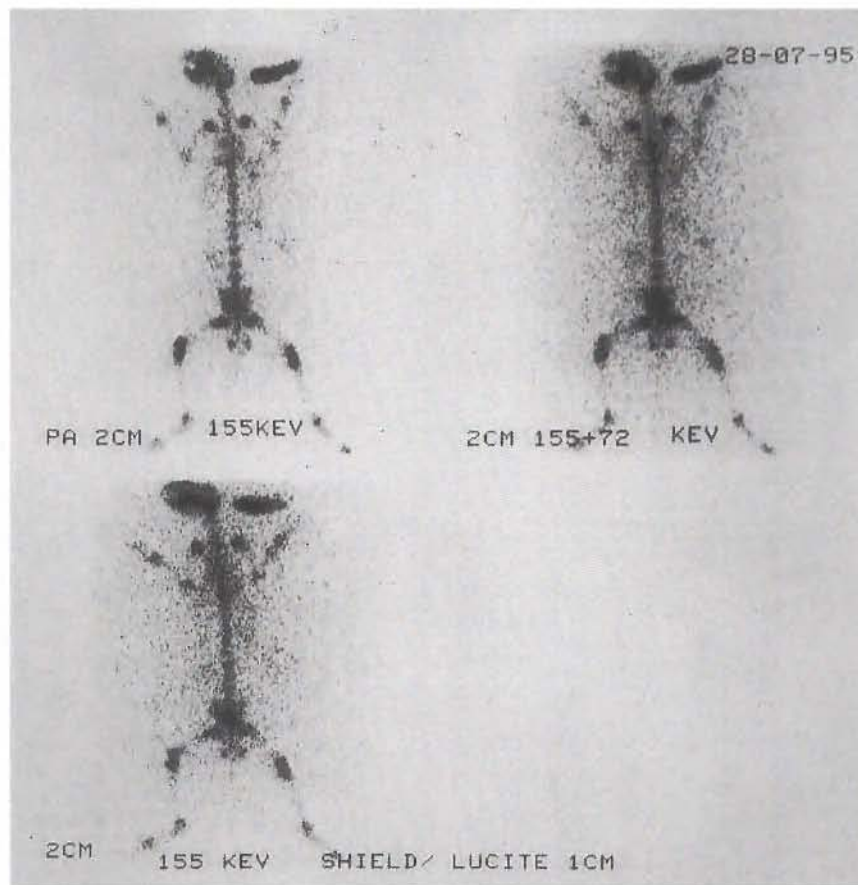 28-07-95
PA 2CM 155KEV
2CM 155+72 KEV
2CM 155 KEV SHIELD/ LUCITE 1CM